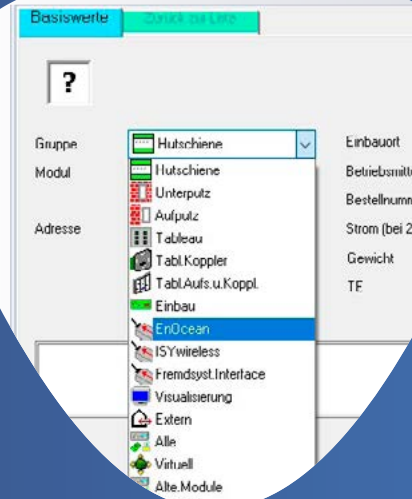 Basiswerte Zurück zur Liste
?
Gruppe Hutschiene Einbauort
Modul Hutschiene Betriebsmitte
Unterputz Bestellnumm
Aufputz
Adresse Tableau Strom (bei 2
Tabl.Koppler Gewicht
Tabl.Aufs.u.Koppl. TE
Einbau
EnOcean
ISYwireless
Fremdsyst.Interface
Visualisierung
Extern
Alle
Virtuell
Alte.Module